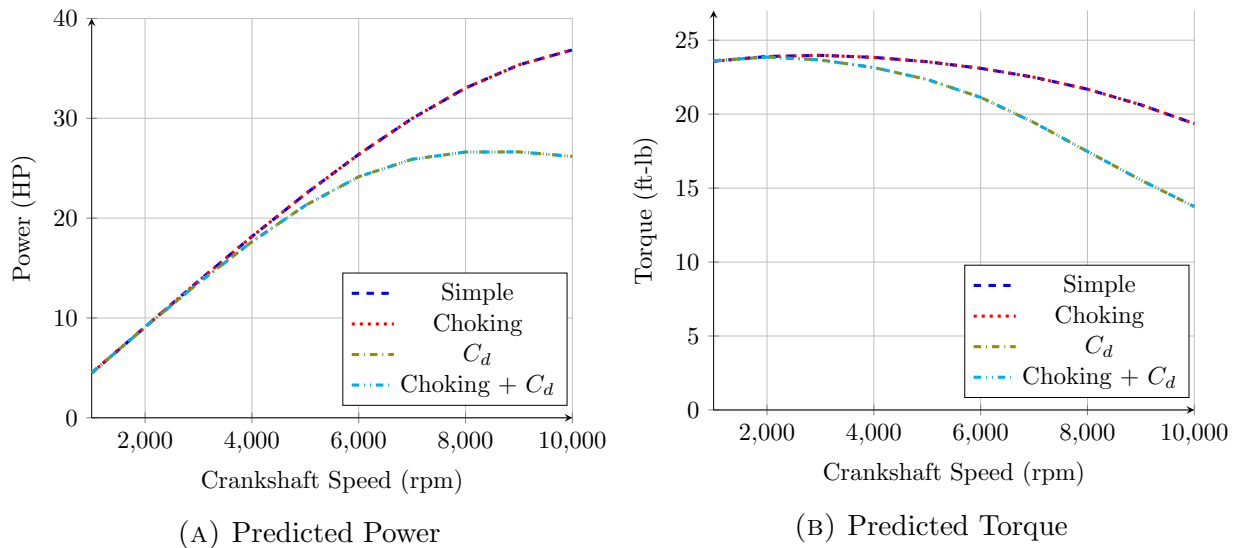 40
30
20
10
0
2,000
4,000
6,000
8,000
10,000
Power (HP)
Crankshaft Speed (rpm)
Simple
Choking
C_d
Choking + C_d
(A) Predicted Power
25
20
15
10
5
0
2,000
4,000
6,000
8,000
10,000
Torque (ft-lb)
Crankshaft Speed (rpm)
Simple
Choking
C_d
Choking + C_d
(B) Predicted Torque